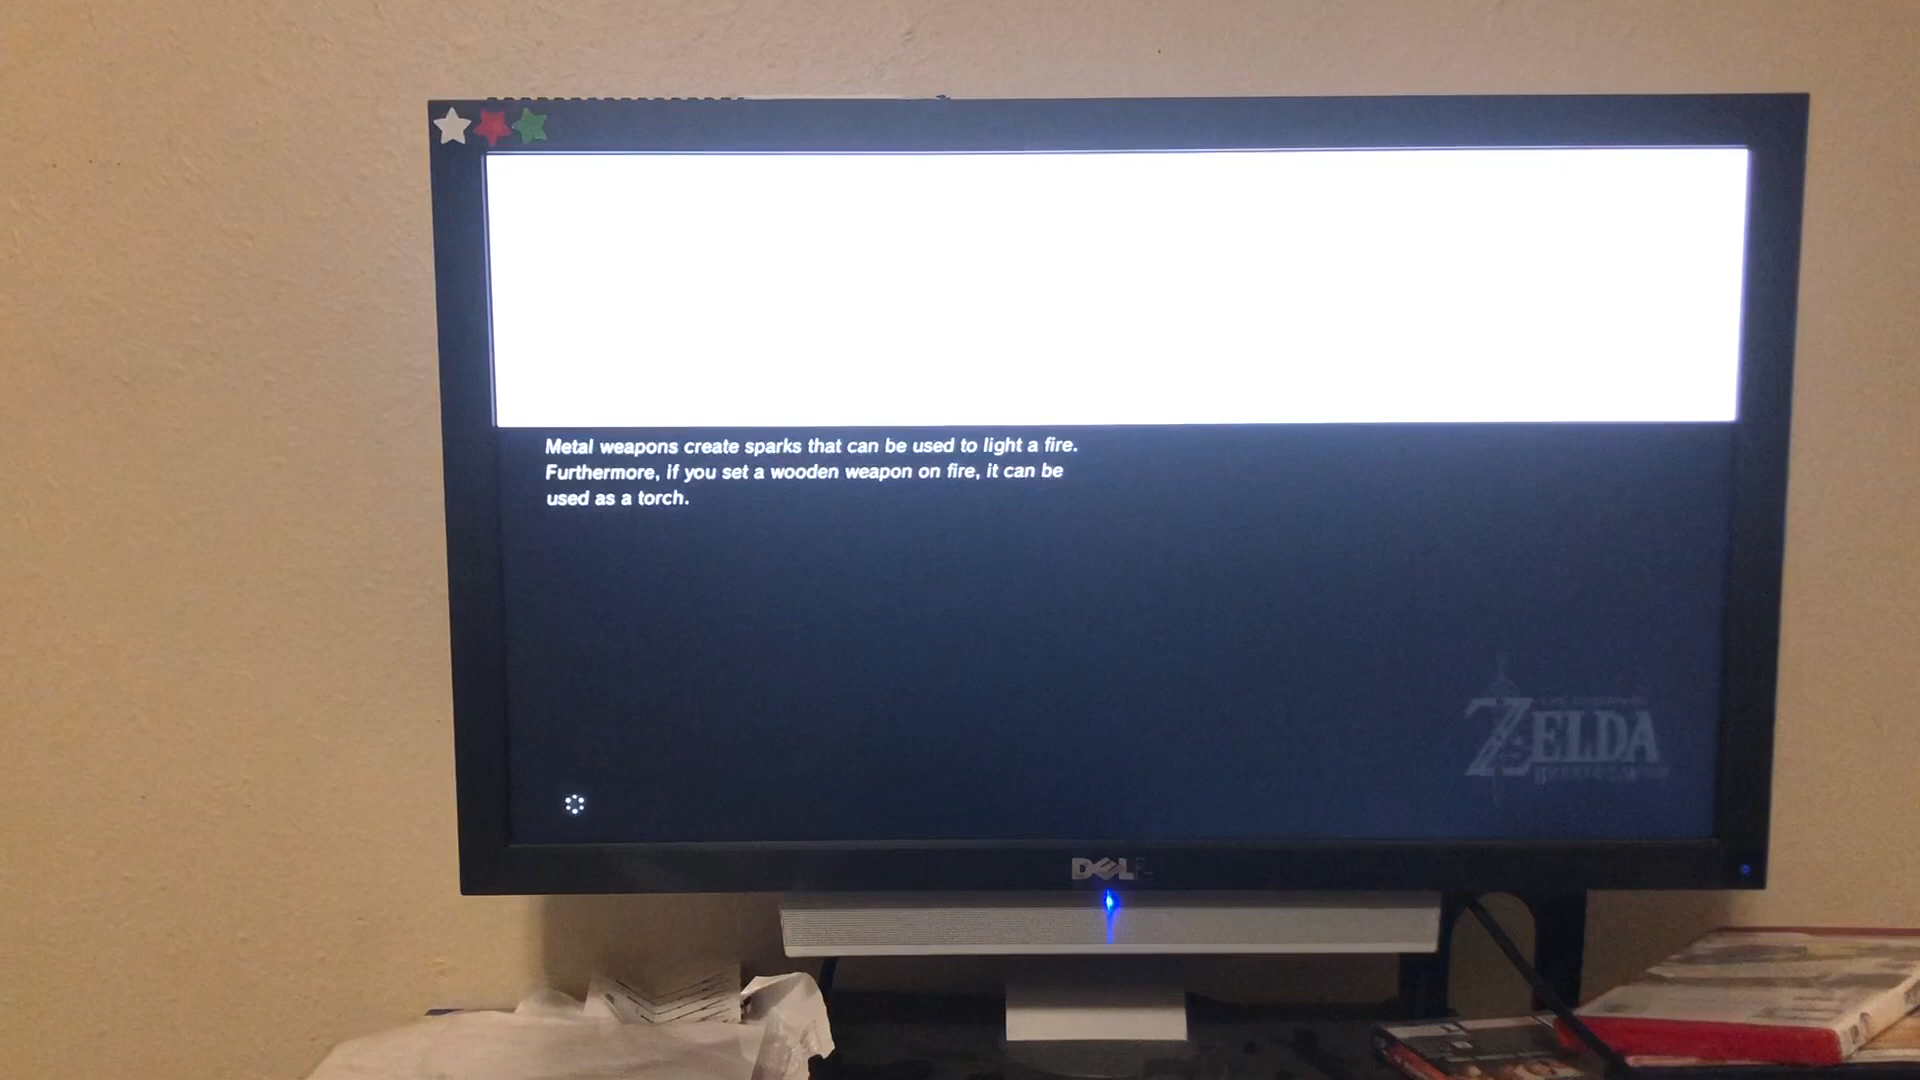 Metal weapons create sparks that can be used to light a fire.
Furthermore, if you set a wooden weapon on fire, it can be
used as a torch.
ZELDA
DELL